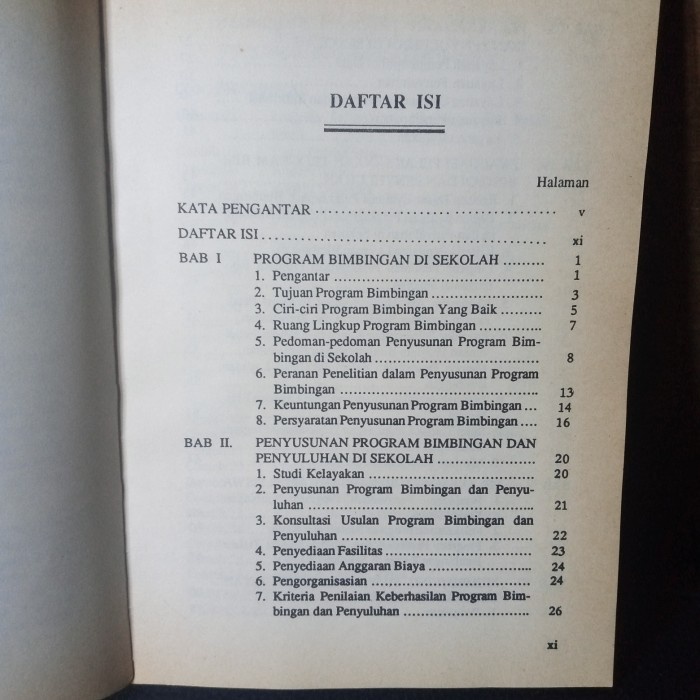 DAFTAR ISI
Halaman
KATA PENGANTAR ........................................ v
DAFTAR ISI ............................................... xi
BAB I PROGRAM BIMBINGAN DI SEKOLAH ......... 1
1. Pengantar ........................................... 1
2. Tujuan Program Bimbingan ....................... 3
3. Ciri-ciri Program Bimbingan Yang Baik ......... 5
4. Ruang Lingkup Program Bimbingan ............. 7
5. Pedoman-pedoman Penyusunan Program Bim-
bingan di Sekolah .................................. 8
6. Peranan Penelitian dalam Penyusunan Program
Bimbingan ......................................... 13
7. Keuntungan Penyusunan Program Bimbingan ... 14
8. Persyaratan Penyusunan Program Bimbingan .... 16
BAB II. PENYUSUNAN PROGRAM BIMBINGAN DAN
PENYULUHAN DI SEKOLAH .................... 20
1. Studi Kelayakan .................................. 20
2. Penyusunan Program Bimbingan dan Penyu-
luhan .............................................. 21
3. Konsultasi Usulan Program Bimbingan dan
Penyuluhan ....................................... 22
4. Penyediaan Fasilitas .............................. 23
5. Penyediaan Anggaran Biaya ..................... 24
6. Pengorganisasian ................................. 24
7. Kriteria Penilaian Keberhasilan Program Bim-
bingan dan Penyuluhan .......................... 26
xi